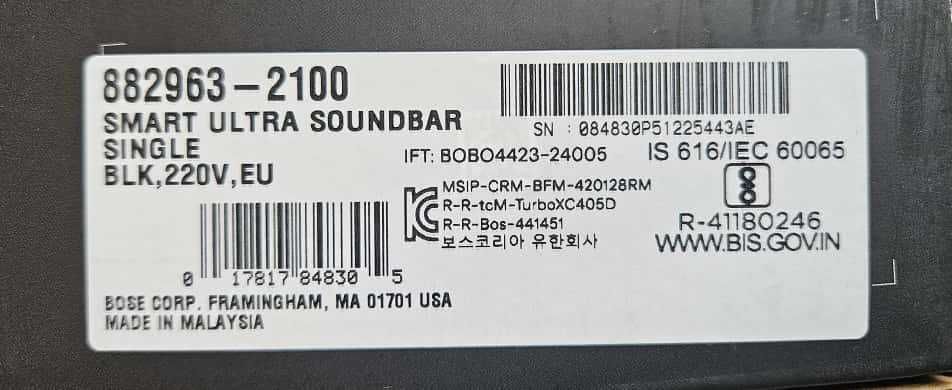 882963-2100
SMART ULTRA SOUNDBAR
SINGLE
BLK,220V,EU
SN : 084830P51225443AE
IFT: BOBO4423-24005
IS 616/IEC 60065
MSIP-CRM-BFM-420128RM
R-R-tcM-TurboXC405D
R-R-Bos-441451
보스코리아 유한회사
R-41180246
WWW.BIS.GOV.IN
0 17817 84830 5
BOSE CORP. FRAMINGHAM, MA 01701 USA
MADE IN MALAYSIA